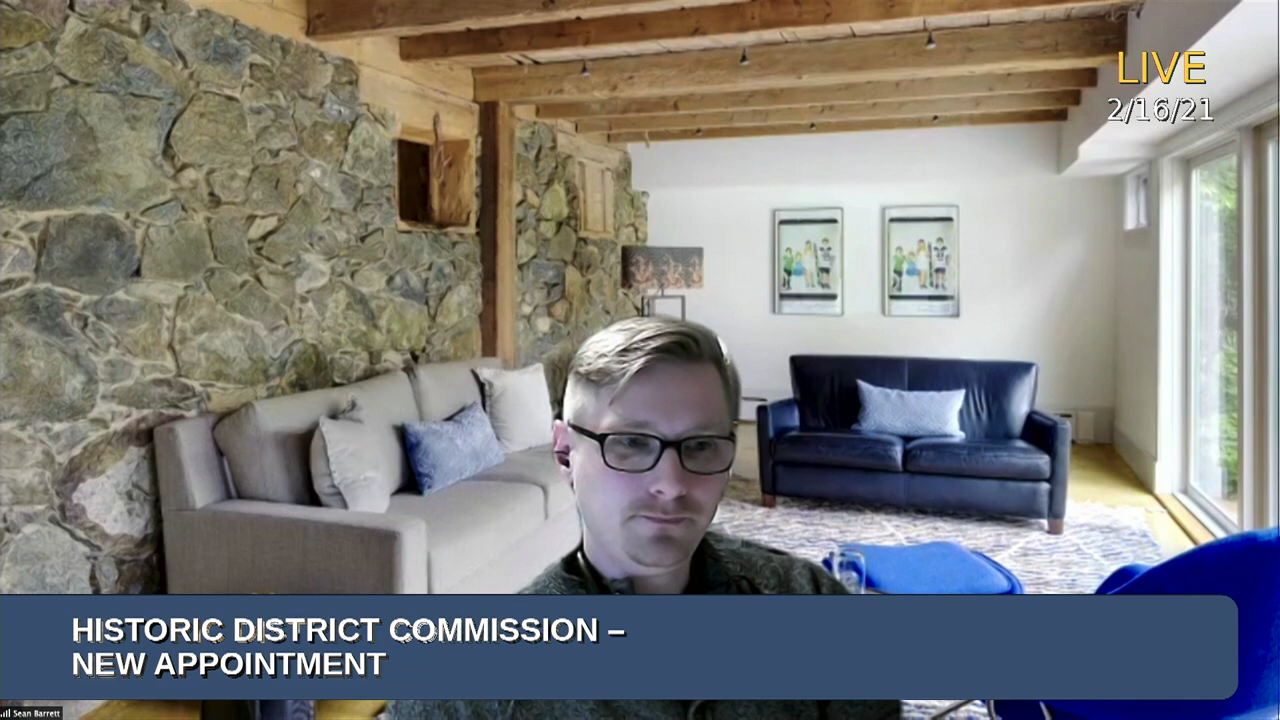 LIVE
2/16/21
HISTORIC DISTRICT COMMISSION –
NEW APPOINTMENT
Sean Barrett